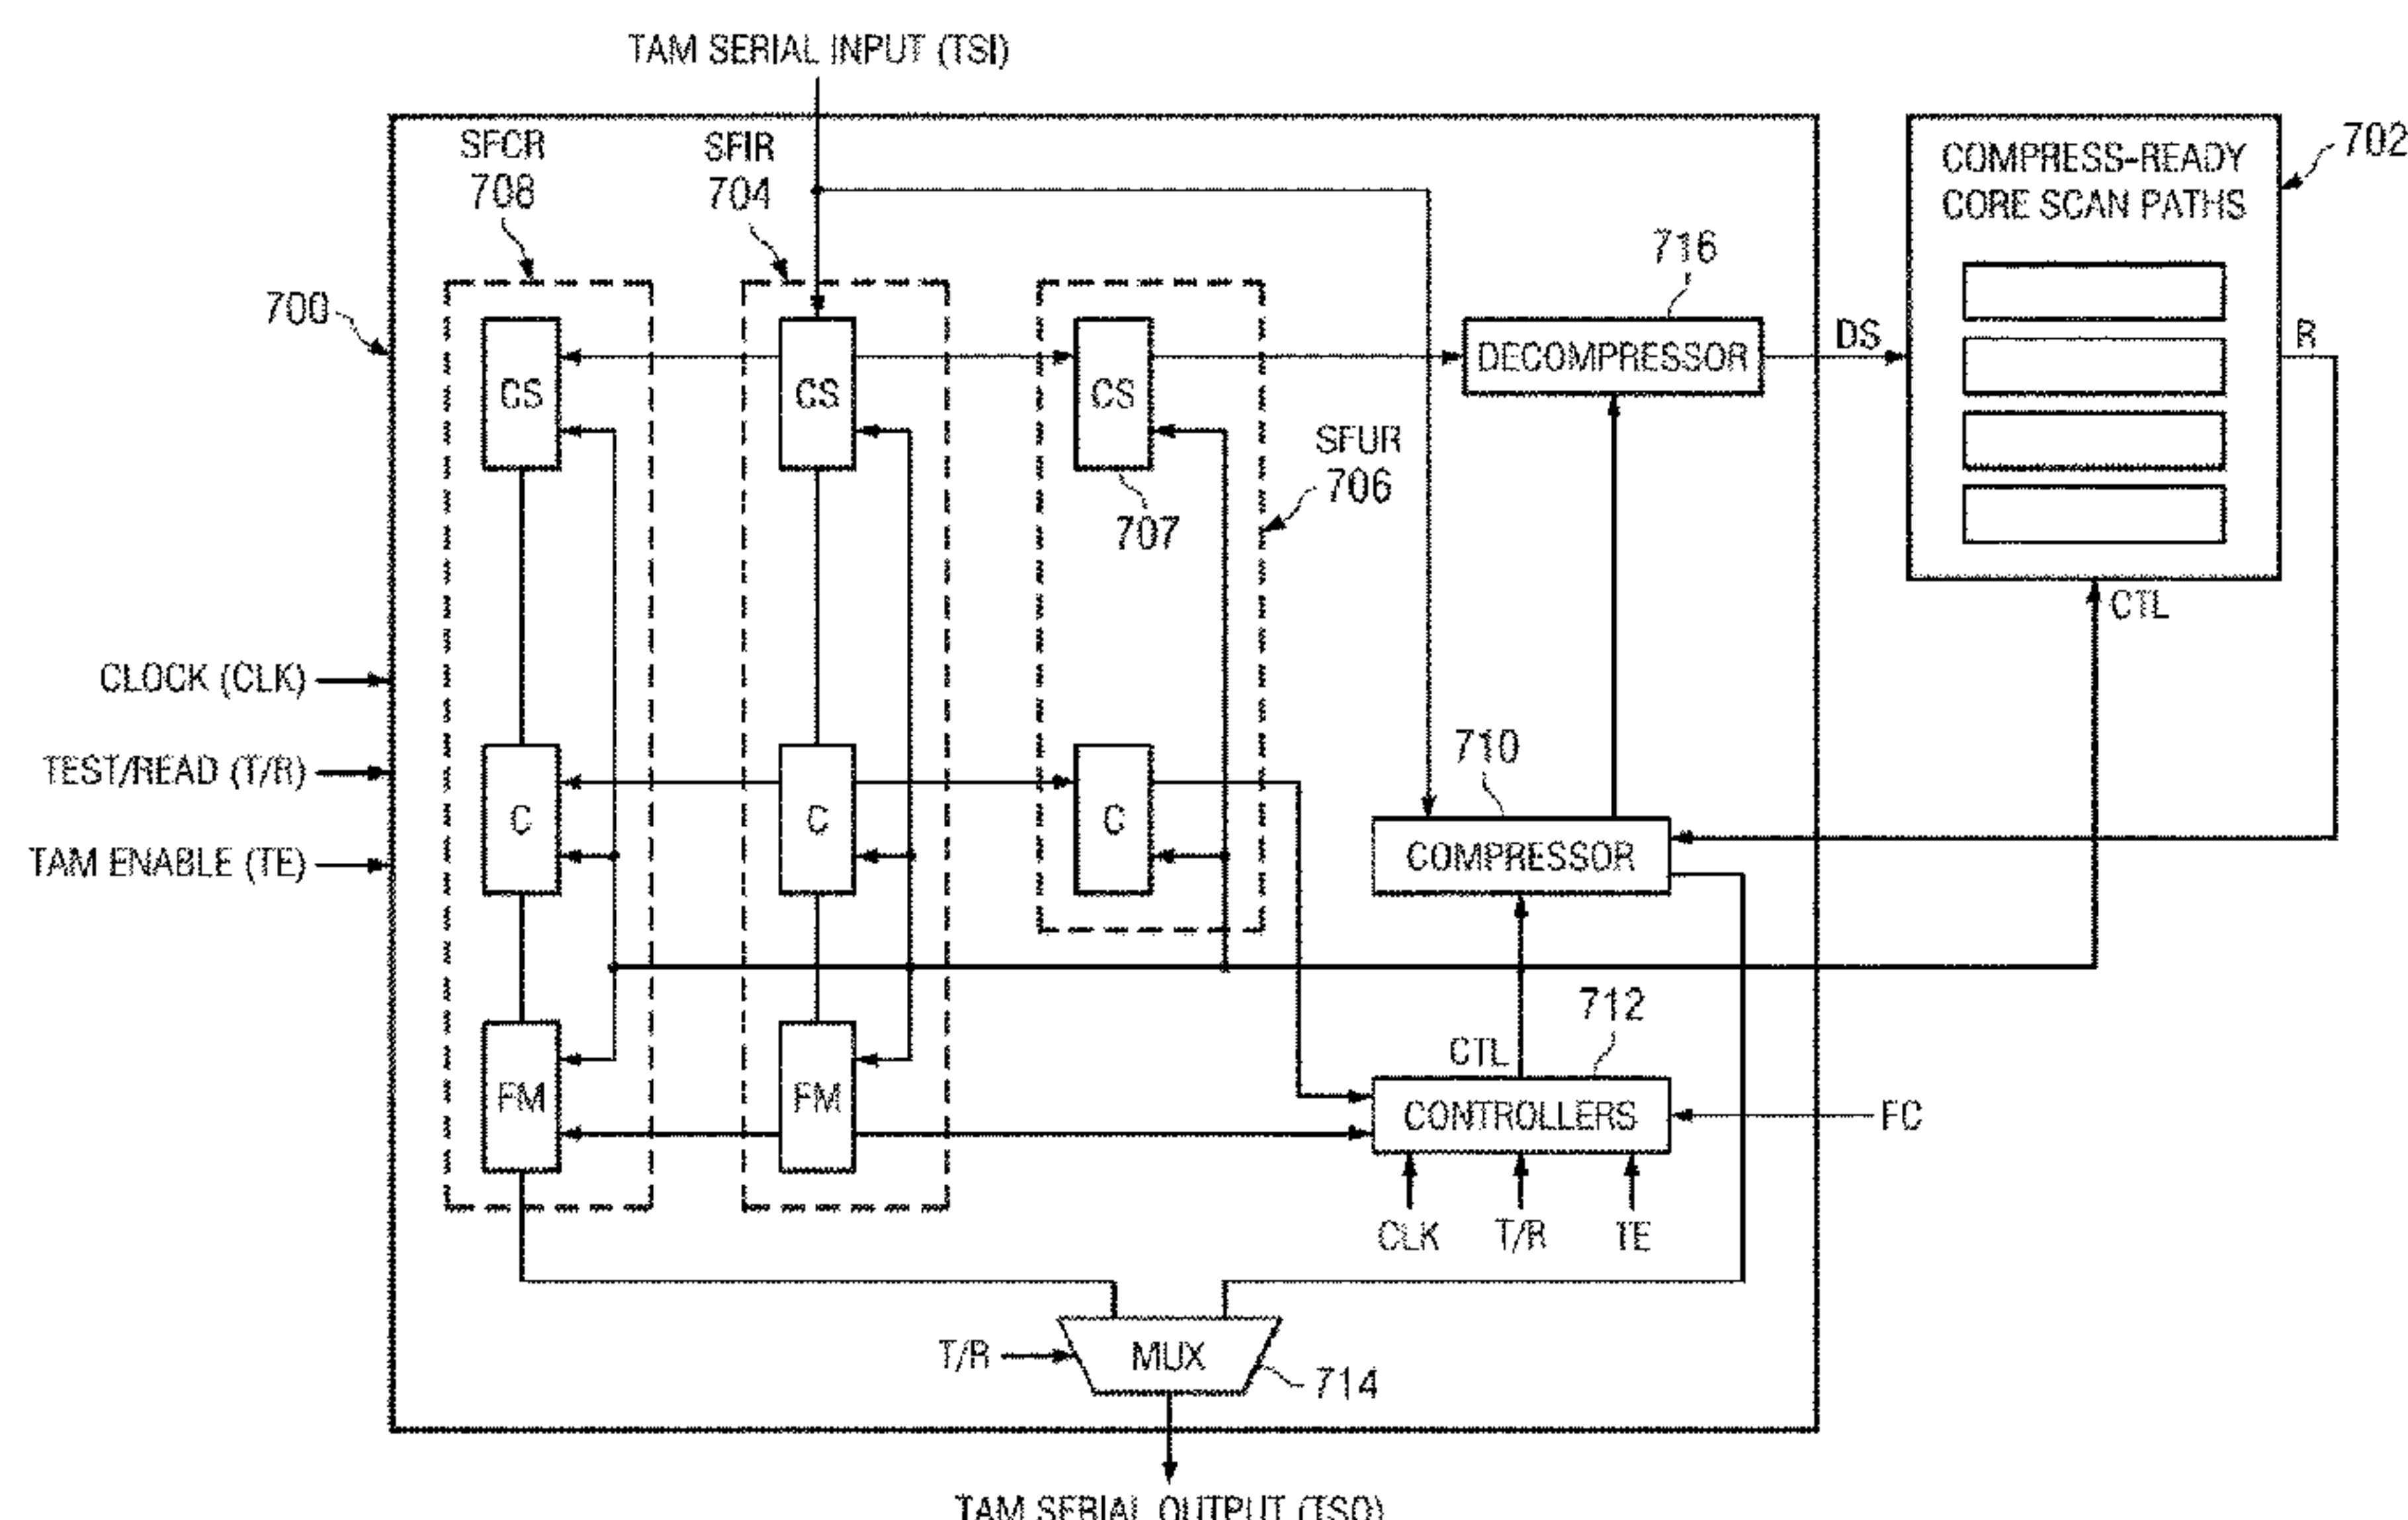 TAM SERIAL INPUT (TSI)
SFCR
708
SFIR
704
COMPRESS-READY
CORE SCAN PATHS
702
700
716
CS
CS
CS
DECOMPRESSOR
DS
R
SFUR
706
707
CTL
CLOCK (CLK)
TEST/READ (T/R)
TAM ENABLE (TE)
710
C
C
C
COMPRESSOR
712
CTL
FM
FM
CONTROLLERS
FC
CLK
T/R
TE
T/R
MUX
714
TAM SERIAL OUTPUT (TSO)